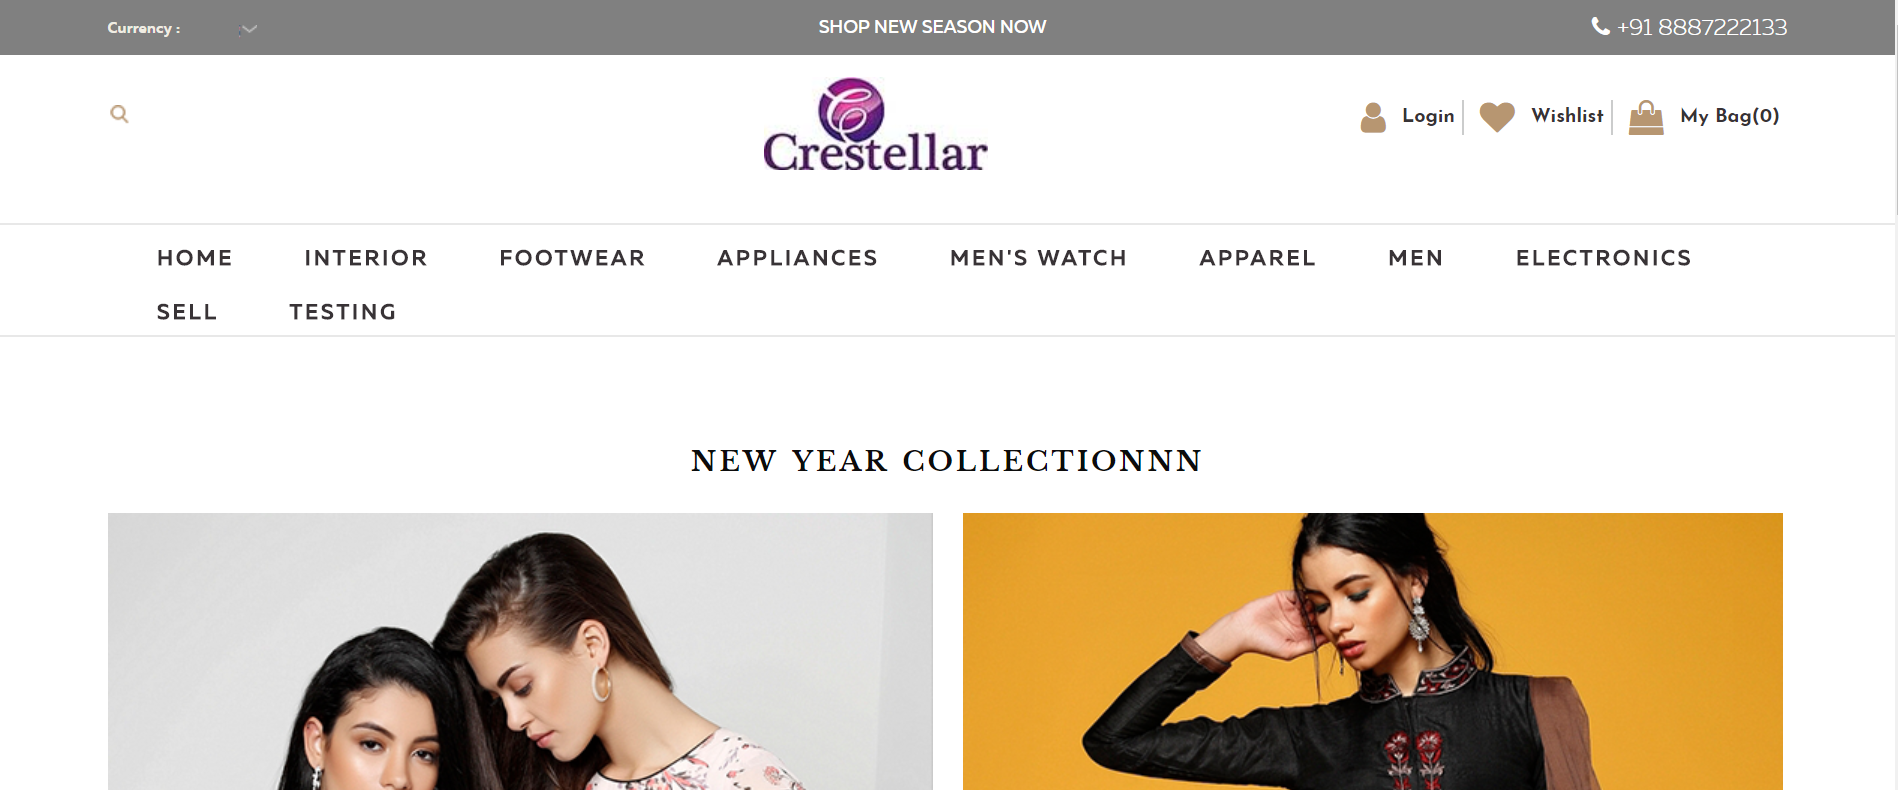 Currency :
SHOP NEW SEASON NOW
+91 8887222133
Crestellar
Login
Wishlist
My Bag(0)
HOME INTERIOR FOOTWEAR APPLIANCES MEN'S WATCH APPAREL MEN ELECTRONICS
SELL TESTING
NEW YEAR COLLECTIONNN